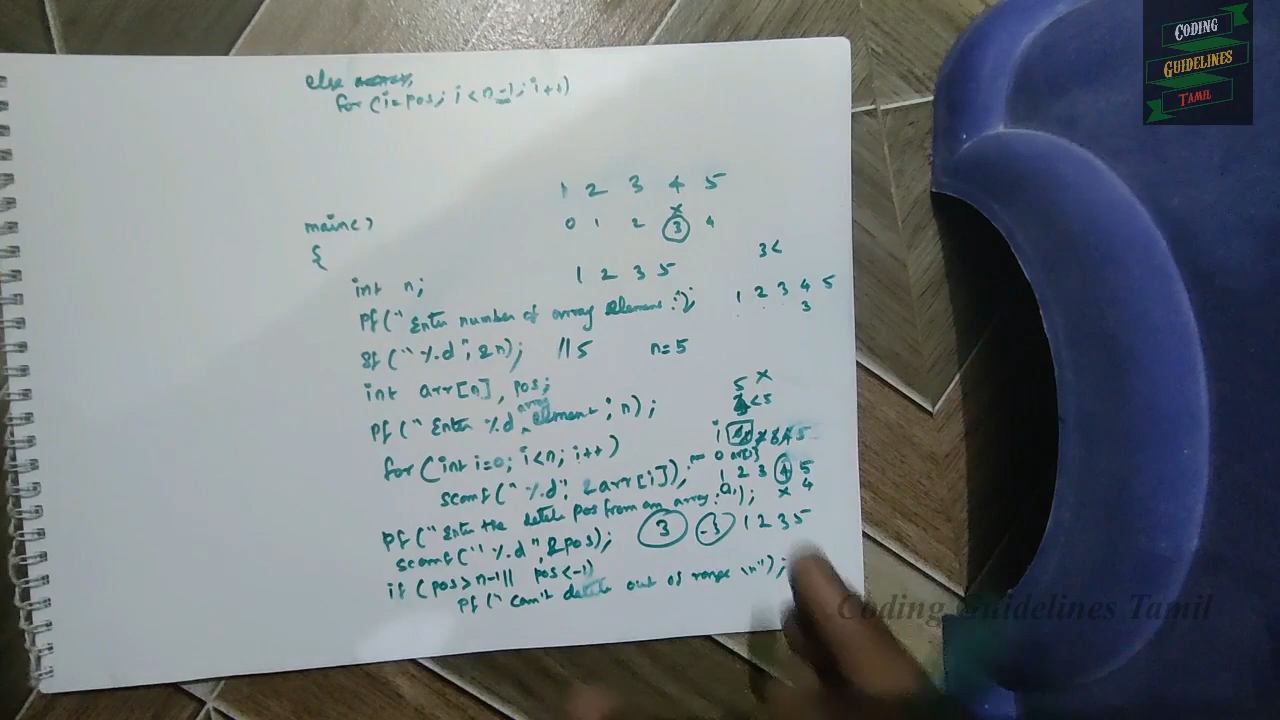 else
for (i=pos; i<n-1; i++)
1 2 3 4 5
x
main()
0 1 2 3 4
{
3<
1 2 3 5
int n;
1 2 3 4 5
3
Pf(" Enter number of array element :");
Sf (" %d", &n); //5 n=5
int arr[n], pos;
5 x
<5
array
Pf (" Enter %d element ; n);
for (int i=0; i<n; i++)
i
scanf (" %d", &arr[i]);
1 2 3 4 5
x 4
Pf (" Enter the delete pos from an array
scanf (" %d", &pos);
3 -3 1 2 3 5
if (pos>n-1 || pos<-1)
Pf (" can't delete out of range \n");
CODING
GUIDELINES
TAMIL
Coding Guidelines Tamil